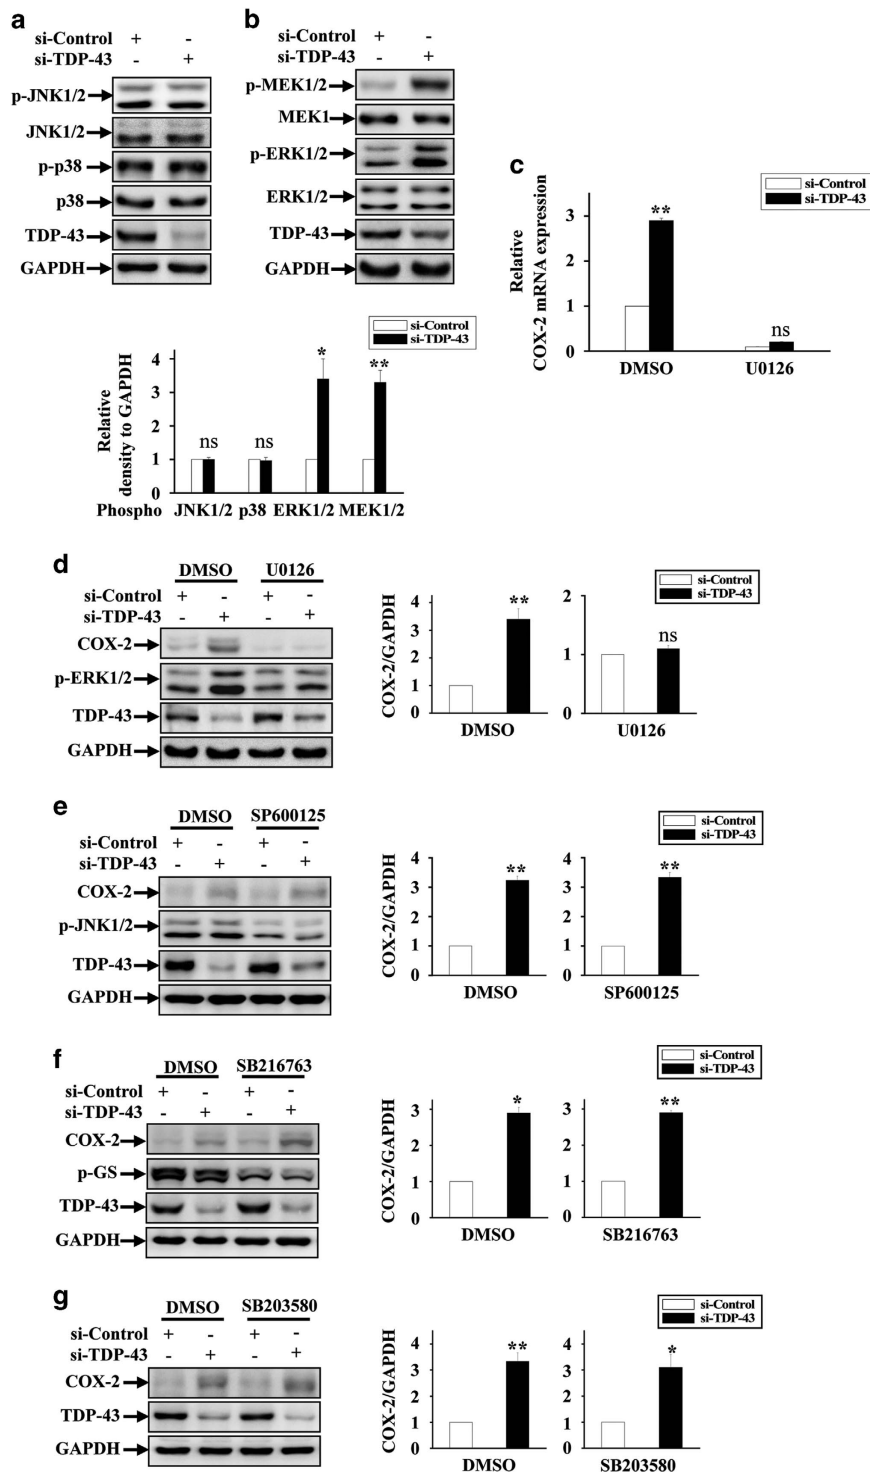 a
si-Control + -
si-TDP-43 - +
p-JNK1/2
JNK1/2
p-p38
p38
TDP-43
GAPDH
b
si-Control + -
si-TDP-43 - +
p-MEK1/2
MEK1
p-ERK1/2
ERK1/2
TDP-43
GAPDH
si-Control
si-TDP-43
Relative
density to GAPDH
4
3
2
1
0
ns ns * **
Phospho JNK1/2 p38 ERK1/2 MEK1/2
c
si-Control
si-TDP-43
Relative
COX-2 mRNA expression
3
2
1
0
** ns
DMSO U0126
d
DMSO U0126
si-Control + - + -
si-TDP-43 - + - +
COX-2
p-ERK1/2
TDP-43
GAPDH
si-Control
si-TDP-43
COX-2/GAPDH
4
3
2
1
0
**
DMSO
2
1
0
ns
U0126
e
DMSO SP600125
si-Control + - + -
si-TDP-43 - + - +
COX-2
p-JNK1/2
TDP-43
GAPDH
si-Control
si-TDP-43
COX-2/GAPDH
4
3
2
1
0
**
DMSO
4
3
2
1
0
**
SP600125
f
DMSO SB216763
si-Control + - + -
si-TDP-43 - + - +
COX-2
p-GS
TDP-43
GAPDH
si-Control
si-TDP-43
COX-2/GAPDH
3
2
1
0
*
DMSO
3
2
1
0
**
SB216763
g
DMSO SB203580
si-Control + - + -
si-TDP-43 - + - +
COX-2
TDP-43
GAPDH
si-Control
si-TDP-43
COX-2/GAPDH
4
3
2
1
0
**
DMSO
4
3
2
1
0
*
SB203580